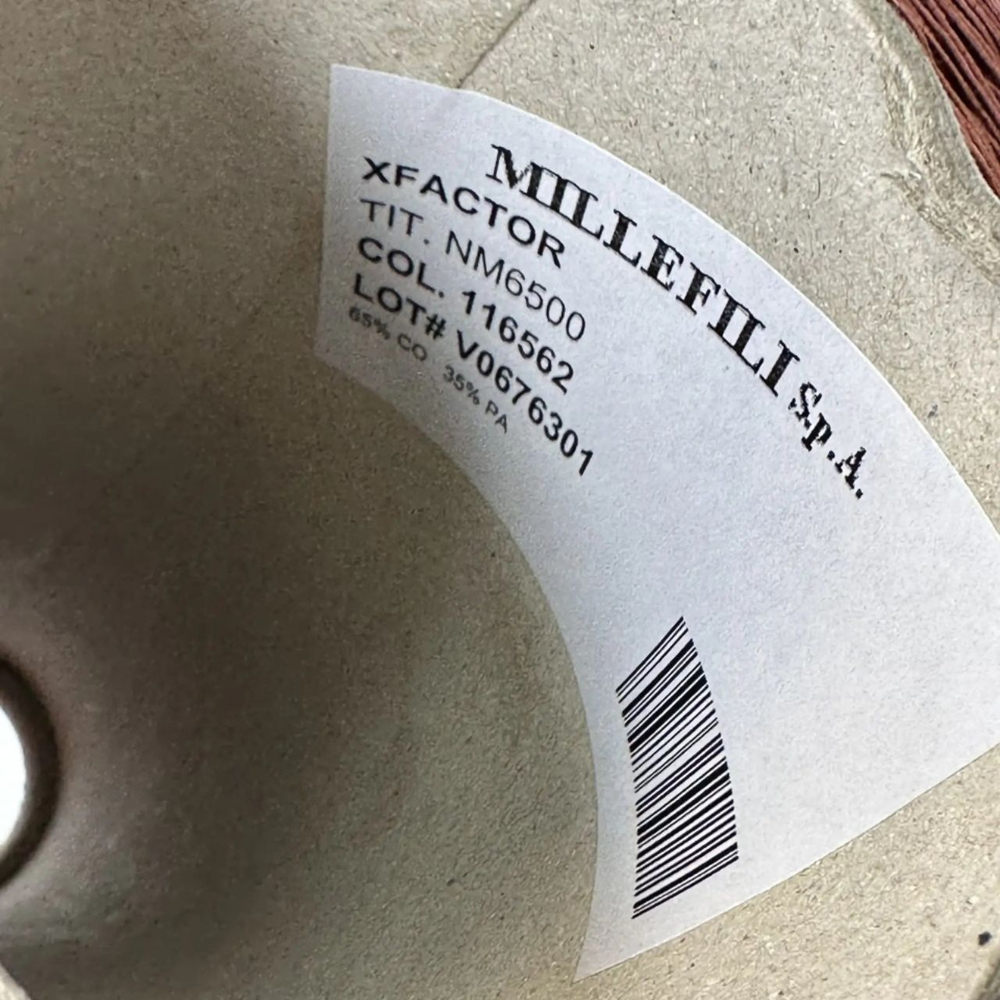 MILLEFILI S.p.A.
XFACTOR
TIT. NM6500
COL. 116562
LOT# V0676301
65% CO 35% PA